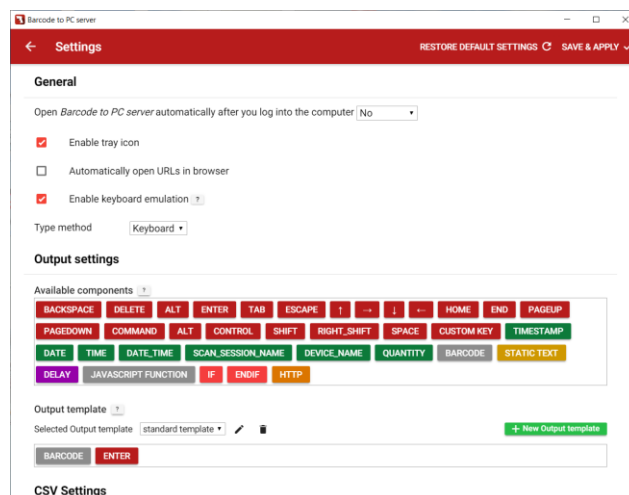 Barcode to PC server
Settings
RESTORE DEFAULT SETTINGS
SAVE & APPLY
General
Open Barcode to PC server automatically after you log into the computer No
Enable tray icon
Automatically open URLs in browser
Enable keyboard emulation ?
Type method Keyboard
Output settings
Available components ?
BACKSPACE DELETE ALT ENTER TAB ESCAPE ↑ → ↓ ← HOME END PAGEUP
PAGEDOWN COMMAND ALT CONTROL SHIFT RIGHT_SHIFT SPACE CUSTOM KEY TIMESTAMP
DATE TIME DATE_TIME SCAN_SESSION_NAME DEVICE_NAME QUANTITY BARCODE STATIC TEXT
DELAY JAVASCRIPT FUNCTION IF ENDIF HTTP
Output template ?
Selected Output template standard template + New Output template
BARCODE ENTER
CSV Settings